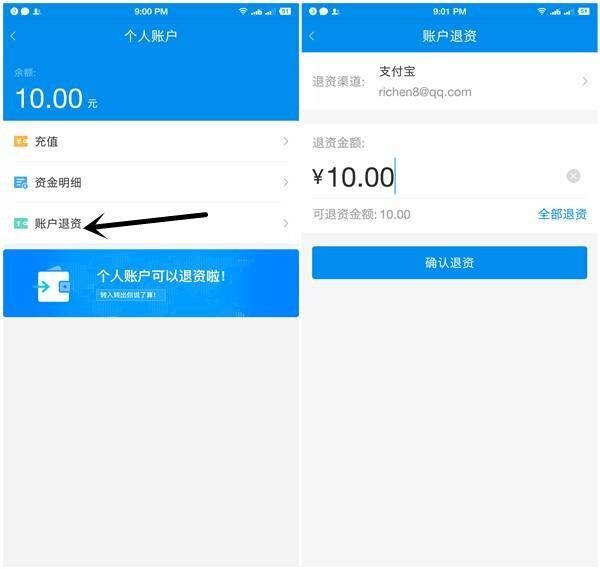 9:00 PM
51
个人账户
余额:
10.00 元
充值
资金明细
账户退资
个人账户可以退资啦!
转入转出你说了算!
9:01 PM
51
账户退资
退资渠道: 支付宝
richen8@qq.com
退资金额:
¥10.00
可退资金额: 10.00 全部退资
确认退资